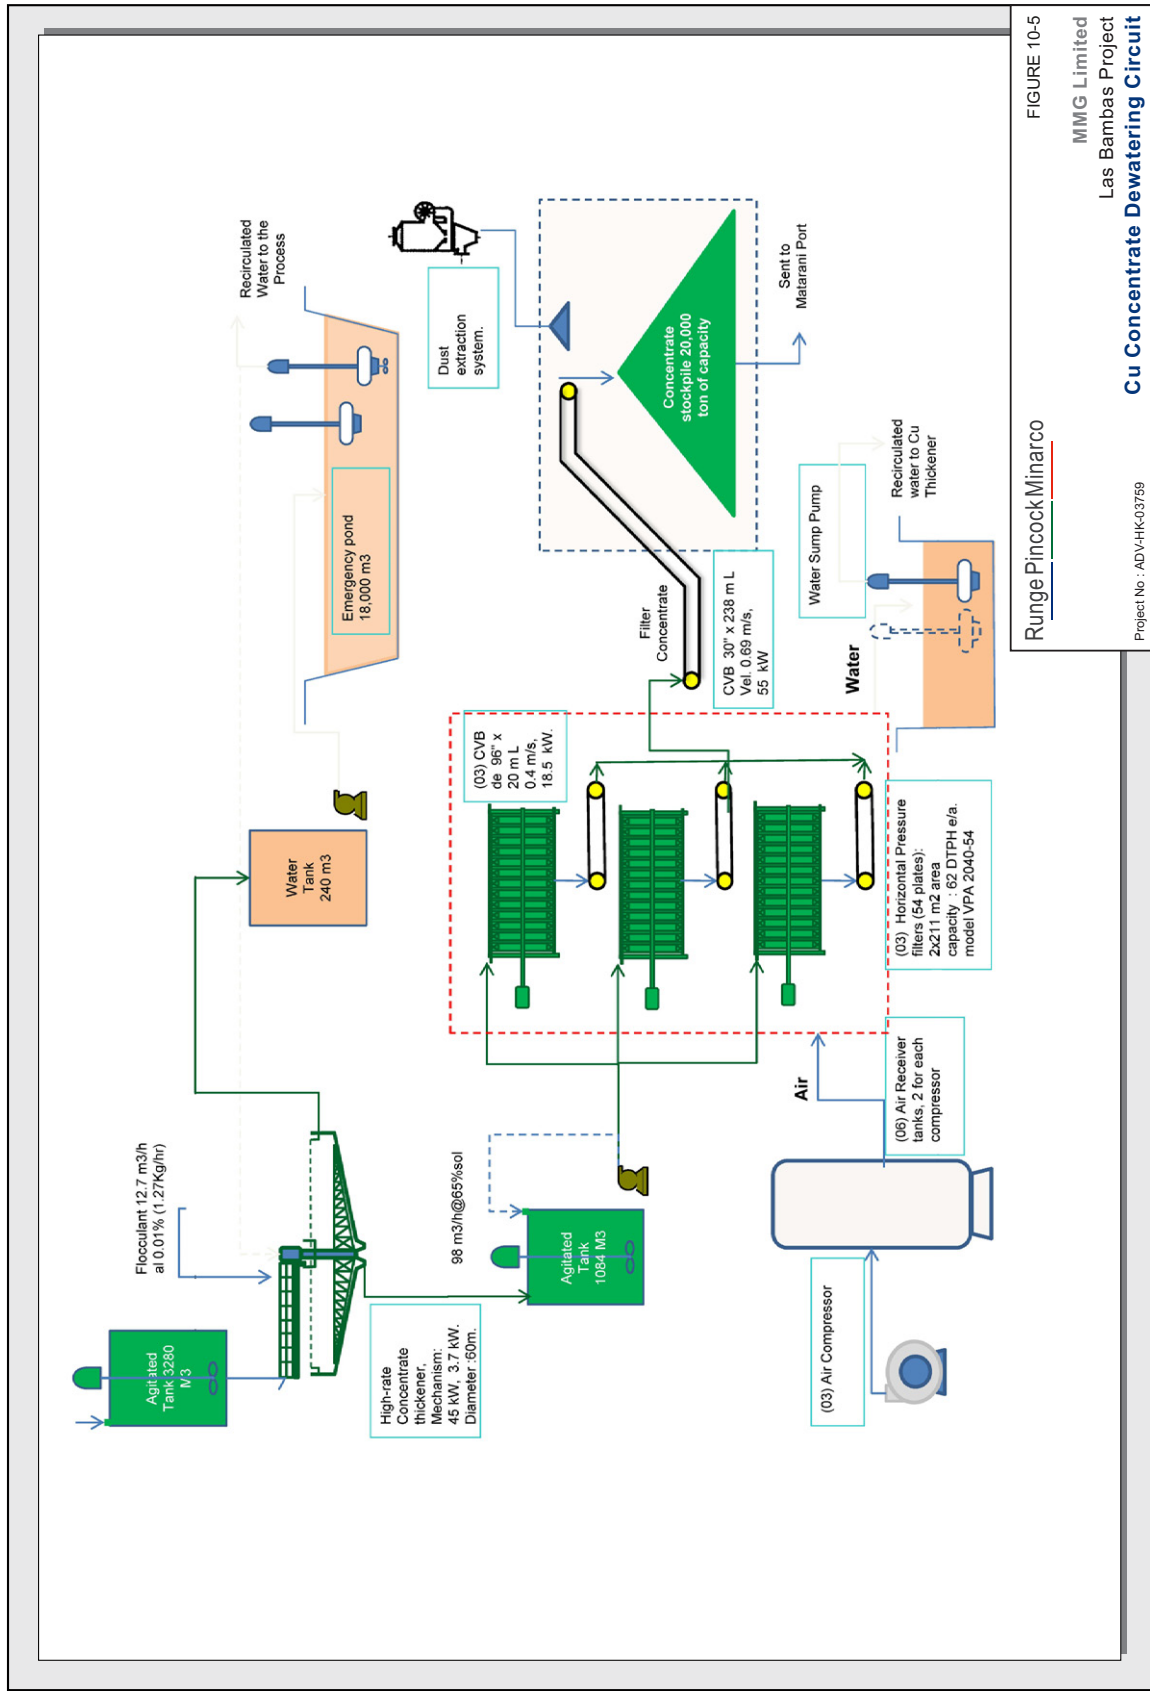 Agitated
Tank 3280
M3
Flocculant 12.7 m3/h
al 0.01% (1.27Kg/hr)
High-rate
Concentrate
thickener,
Mechanism:
45 kW, 3.7 kW.
Diameter :60m.
98 m3/h@65%sol
Agitated
Tank
1084 M3
Water
Tank
240 m3
Emergency pond
18,000 m3
Recirculated
Water to the
Process
Dust
extraction
system.
(03) CVB
de 96" x
20 m L
0.4 m/s,
18.5 kW.
Filter
Concentrate
Concentrate
stockpile 20,000
ton of capacity
CVB 30" x 238 m L
Vel. 0.69 m/s,
55 kW
Sent to
Matarani Port
(03) Air Compressor
Air
(06) Air Receiver
tanks, 2 for each
compressor
(03) Horizontal Pressure
filters (54 plates):
2x211 m2 area
capacity : 62 DTPH e/a.
model VPA 2040-54
Water
Water Sump Pump
Recirculated
water to Cu
Thickener
RungePincockMinarco
Project No : ADV-HK-03759
FIGURE 10-5
MMG Limited
Las Bambas Project
Cu Concentrate Dewatering Circuit